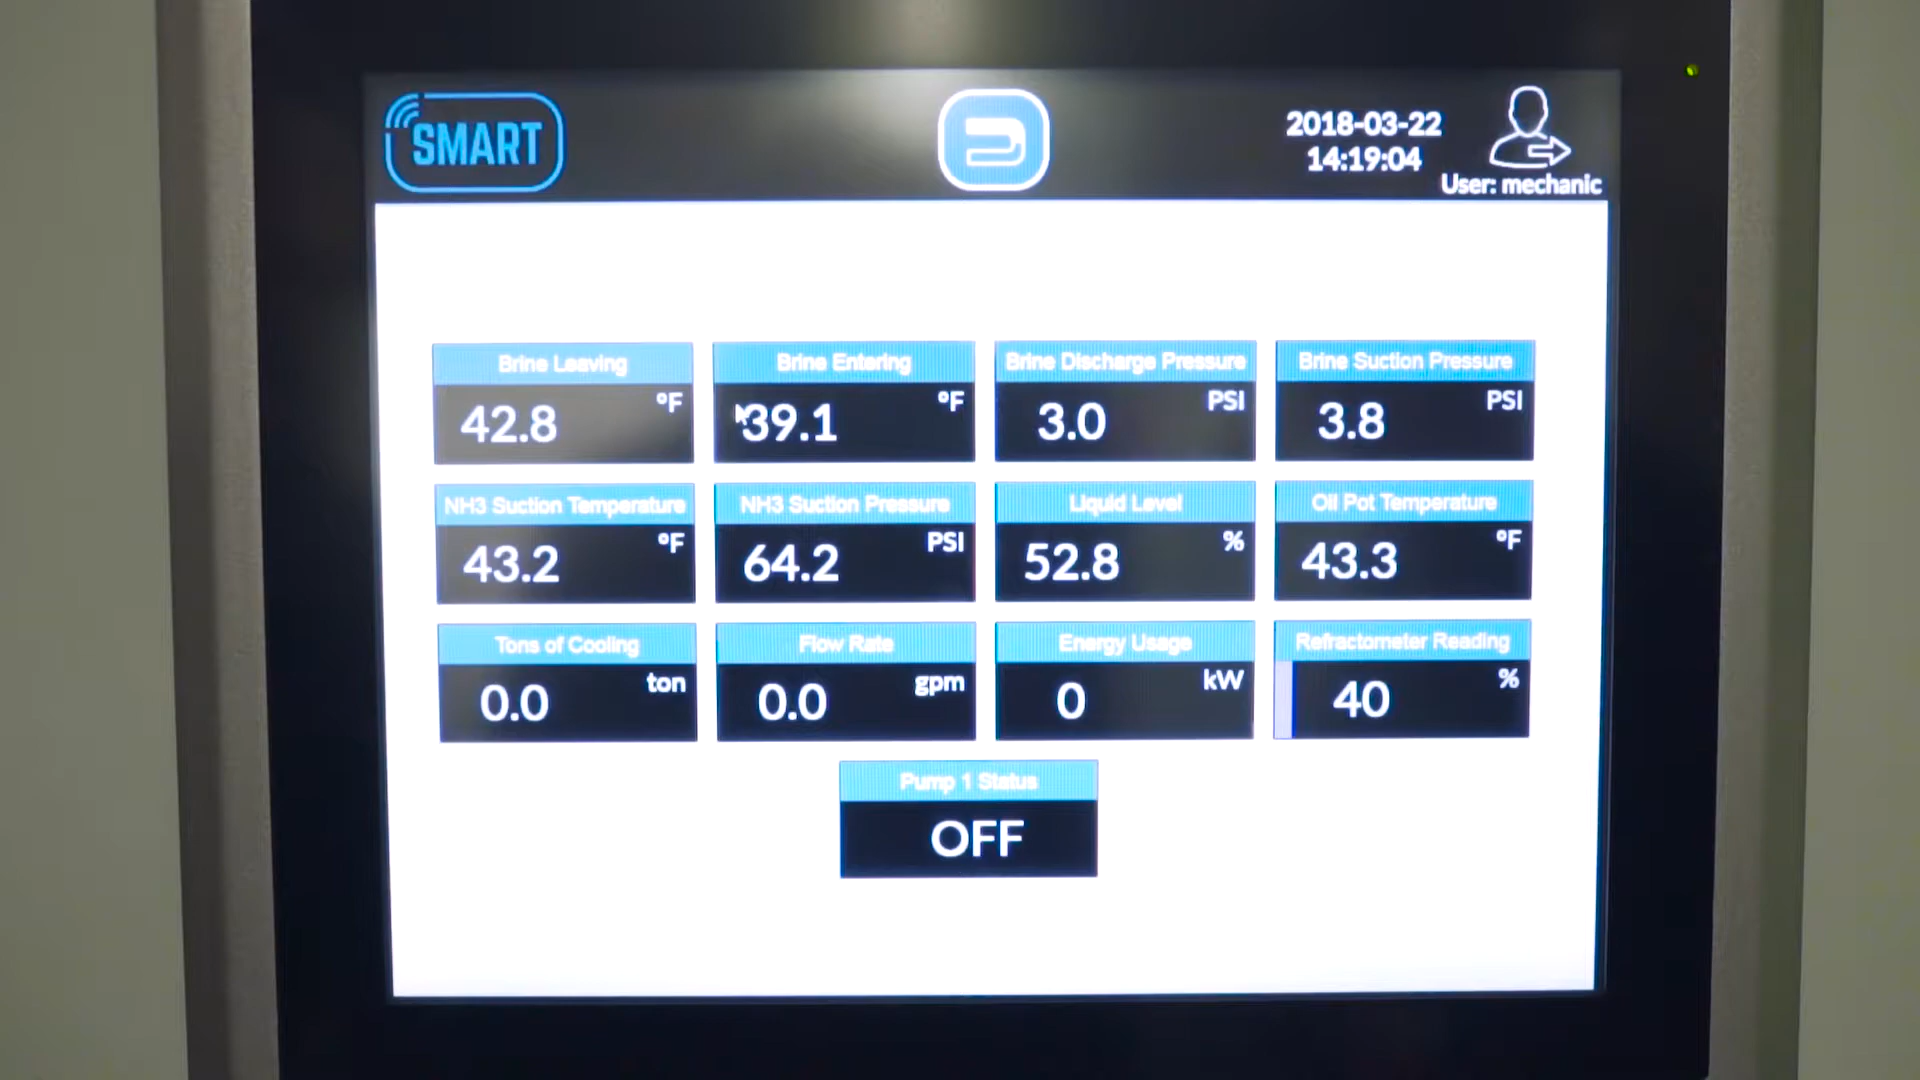 SMART
2018-03-22
14:19:04
User: mechanic
Brine Leaving
42.8 °F
Brine Entering
39.1 °F
Brine Discharge Pressure
3.0 PSI
Brine Suction Pressure
3.8 PSI
NH3 Suction Temperature
43.2 °F
NH3 Suction Pressure
64.2 PSI
Liquid Level
52.8 %
Oil Pot Temperature
43.3 °F
Tons of Cooling
0.0 ton
Flow Rate
0.0 gpm
Energy Usage
0 kW
Refractometer Reading
40 %
Pump 1 Status
OFF